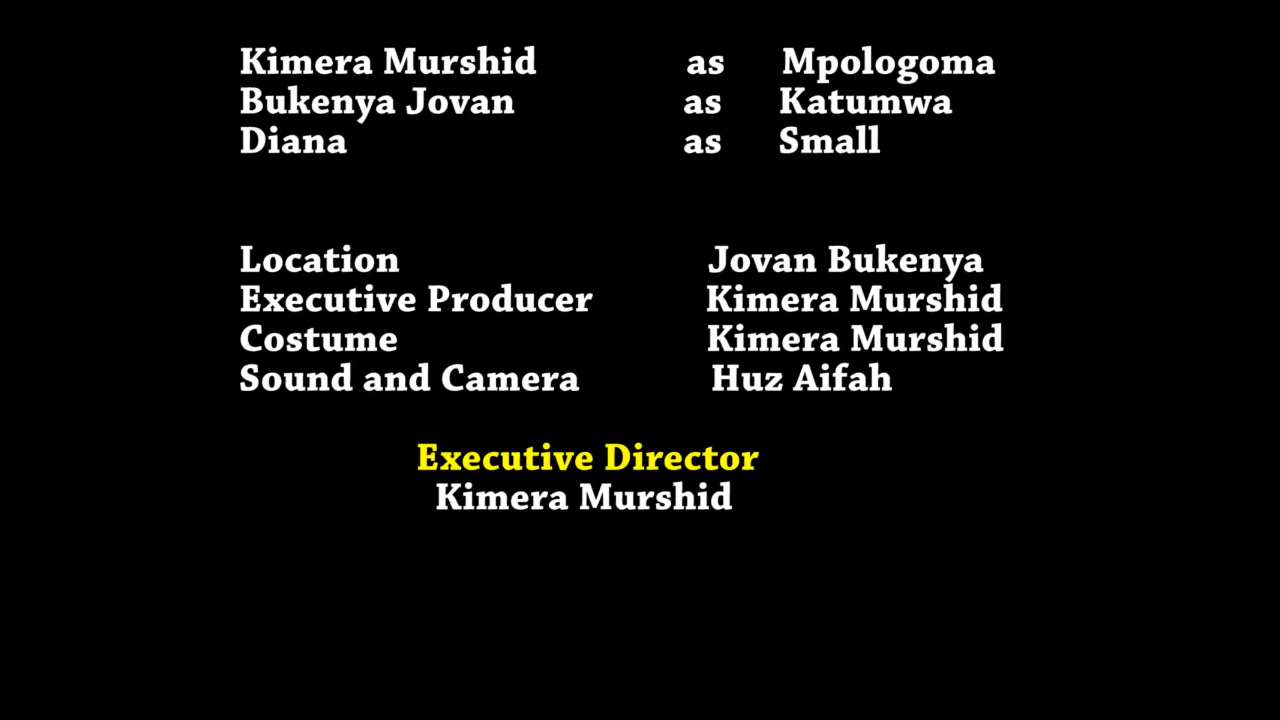 Kimera Murshid as Mpologoma
Bukenya Jovan as Katumwa
Diana as Small
Location Jovan Bukenya
Executive Producer Kimera Murshid
Costume Kimera Murshid
Sound and Camera Huz Aifah
Executive Director
Kimera Murshid